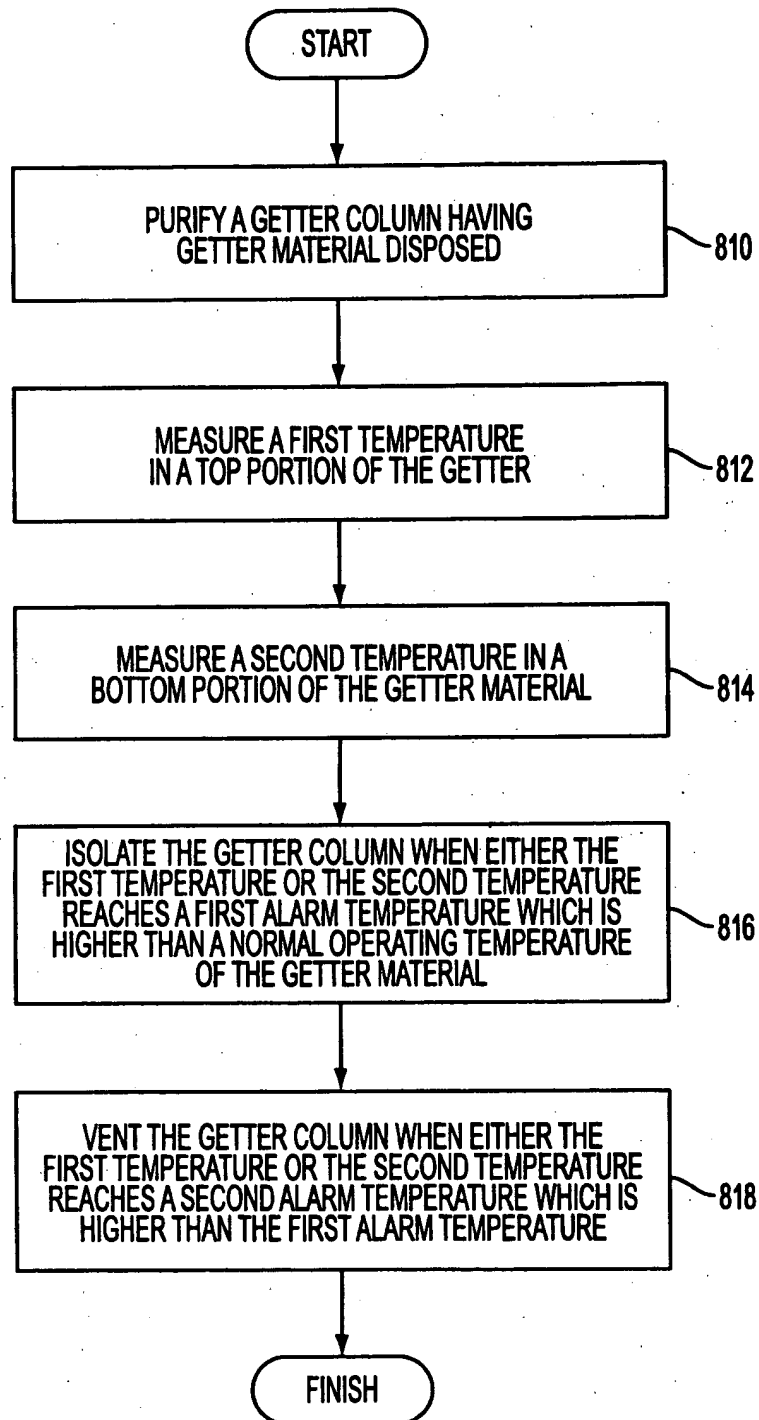 START
PURIFY A GETTER COLUMN HAVING
GETTER MATERIAL DISPOSED
810
MEASURE A FIRST TEMPERATURE
IN A TOP PORTION OF THE GETTER
812
MEASURE A SECOND TEMPERATURE IN A
BOTTOM PORTION OF THE GETTER MATERIAL
814
ISOLATE THE GETTER COLUMN WHEN EITHER THE
FIRST TEMPERATURE OR THE SECOND TEMPERATURE
REACHES A FIRST ALARM TEMPERATURE WHICH IS
HIGHER THAN A NORMAL OPERATING TEMPERATURE
OF THE GETTER MATERIAL
816
VENT THE GETTER COLUMN WHEN EITHER THE
FIRST TEMPERATURE OR THE SECOND TEMPERATURE
REACHES A SECOND ALARM TEMPERATURE WHICH IS
HIGHER THAN THE FIRST ALARM TEMPERATURE
818
FINISH